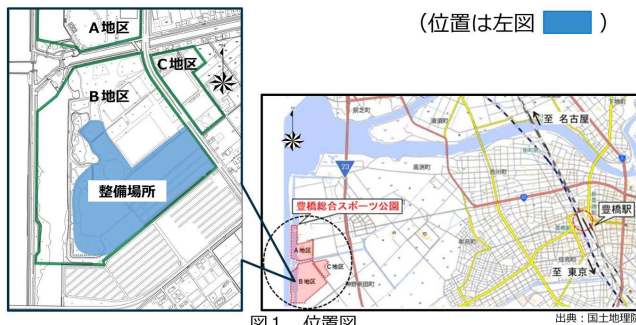 (位置は左図　　)
A地区
C地区
B地区
整備場所
至 名古屋
23
豊橋総合スポーツ公園
豊橋駅
A地区
C地区
B地区
至 東京
図1　位置図
出典：国土地理院